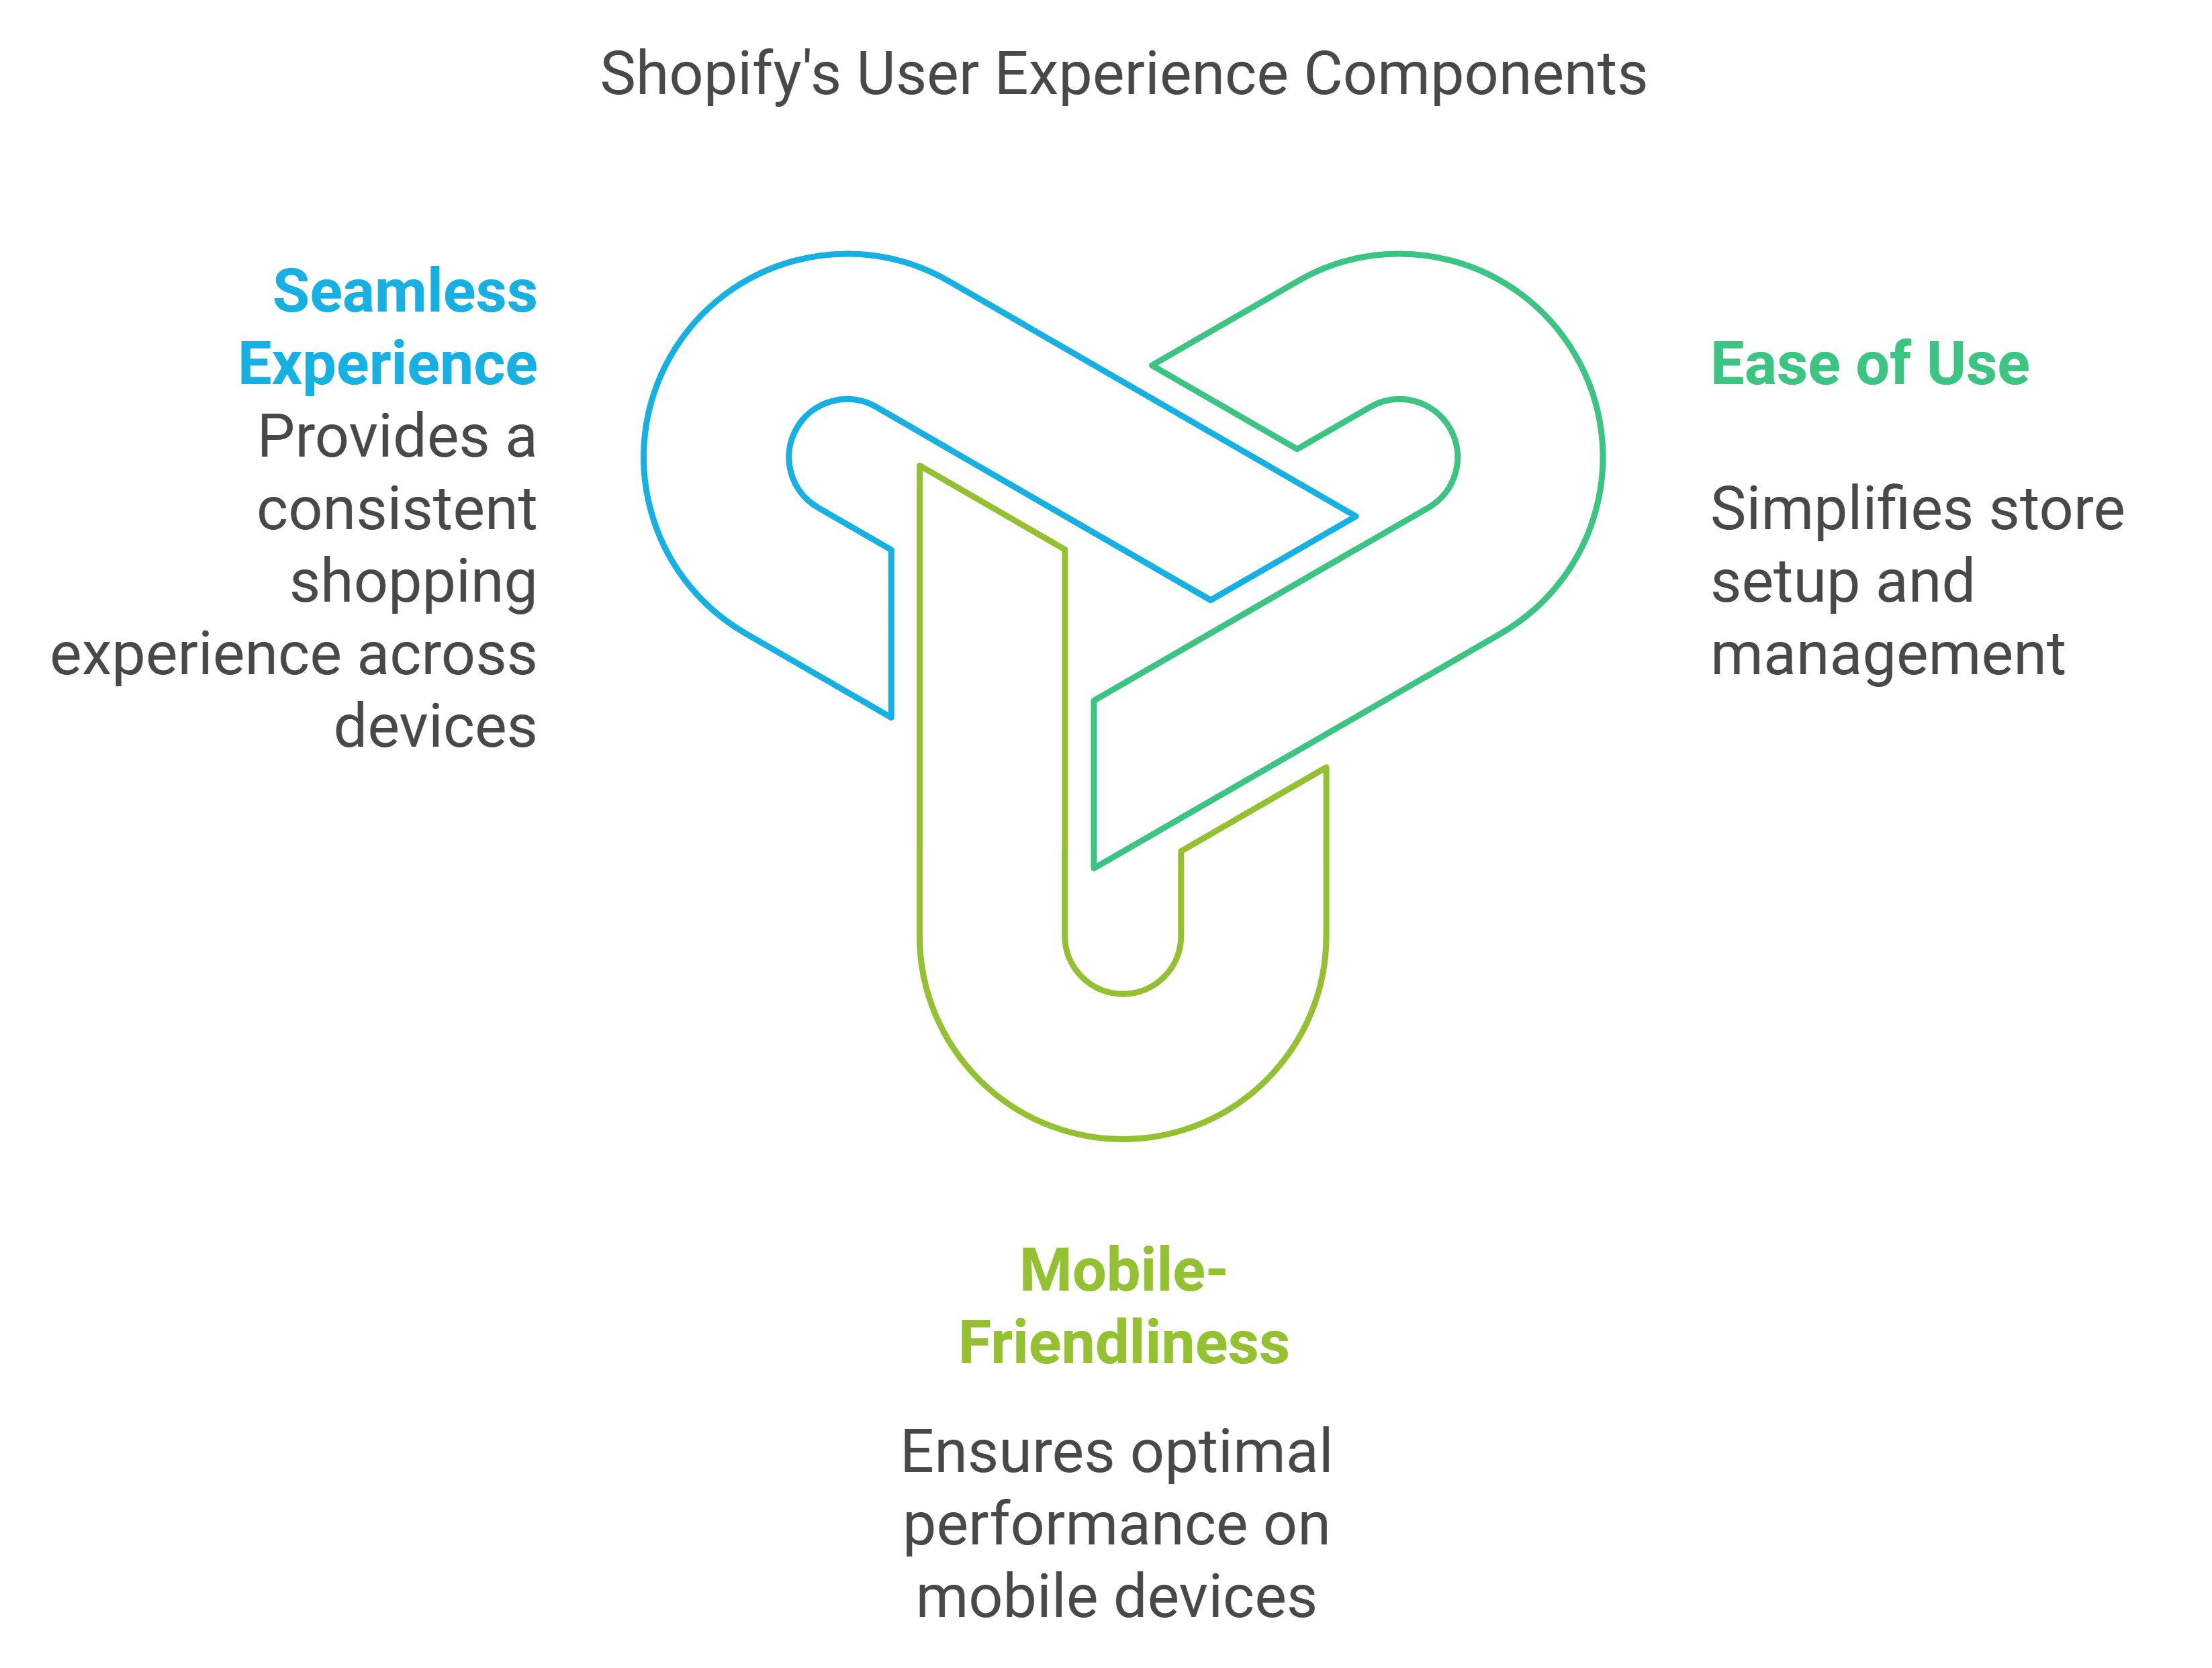 Shopify's User Experience Components
Seamless
Experience
Provides a
consistent
shopping
experience across
devices
Ease of Use
Simplifies store
setup and
management
Mobile-
Friendliness
Ensures optimal
performance on
mobile devices